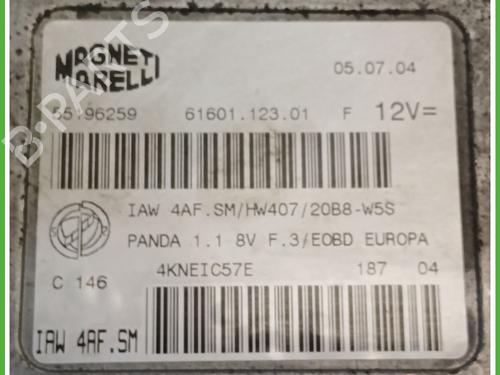 MAGNETI MARELLI
05.07.04
55196259 61601.123.01 F 12V=
IAW 4AF.SM/HW407/20B8-W5S
PANDA 1.1 8V F.3/EOBD EUROPA
C 146 4KNEIC57E 187 04
IAW 4AF.SM
B-PARTS